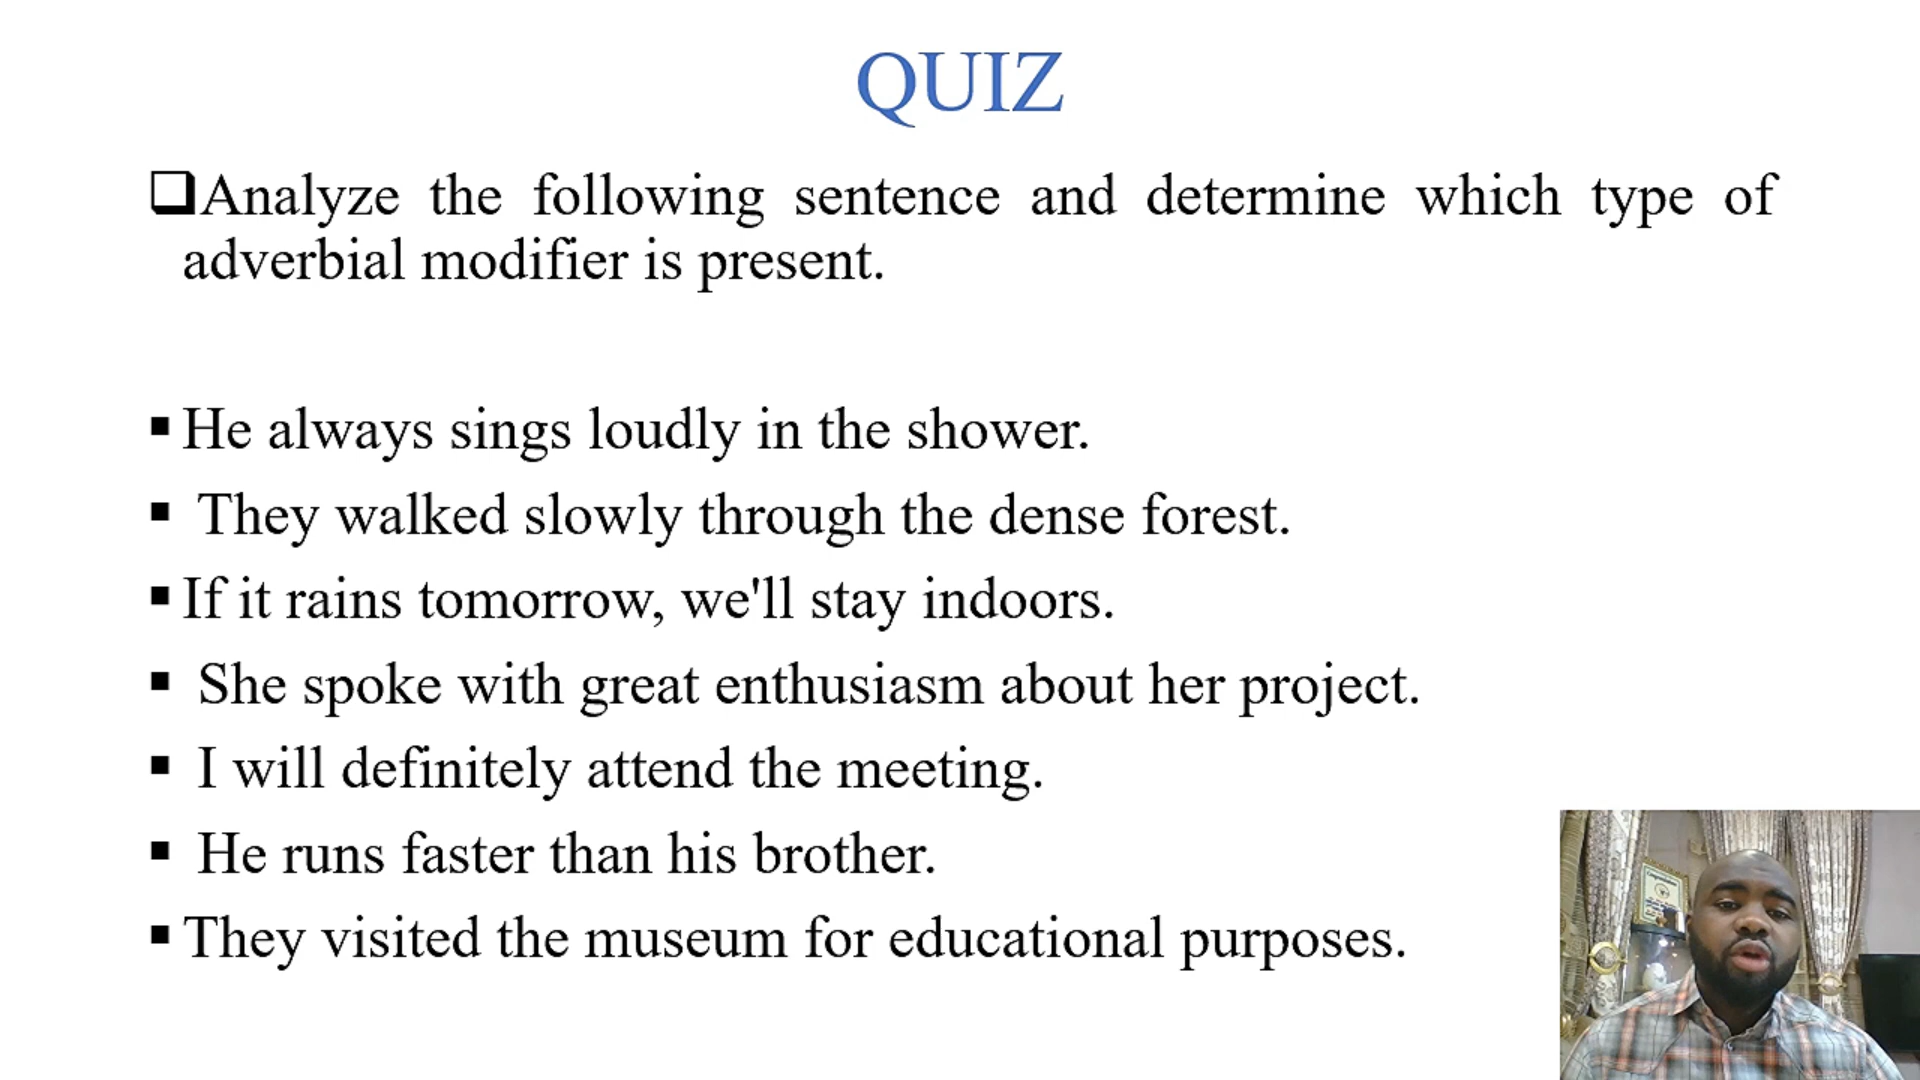 QUIZ
Analyze the following sentence and determine which type of
adverbial modifier is present.
He always sings loudly in the shower.
They walked slowly through the dense forest.
If it rains tomorrow, we'll stay indoors.
She spoke with great enthusiasm about her project.
I will definitely attend the meeting.
He runs faster than his brother.
They visited the museum for educational purposes.